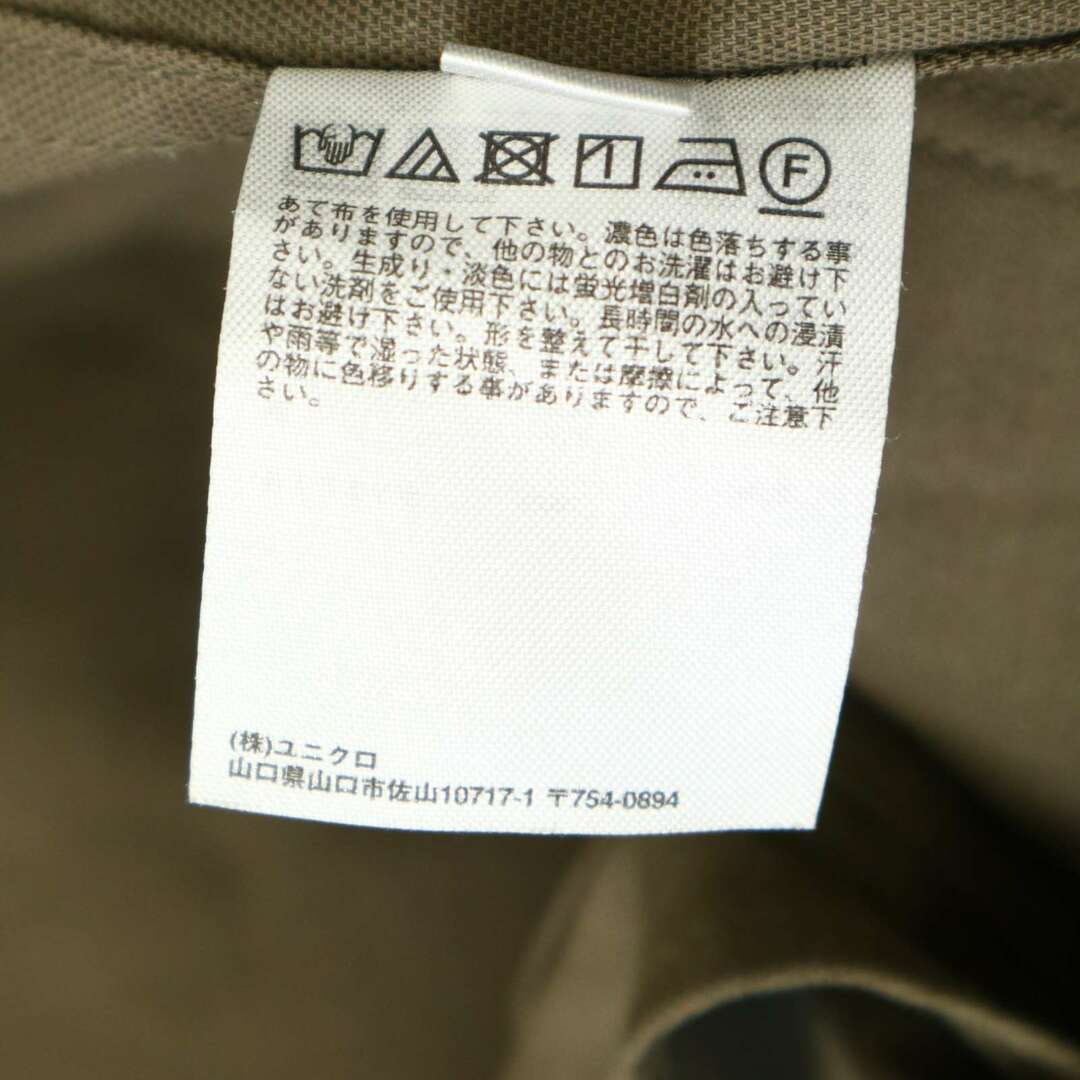 F
あて布を使用して下さい。濃色は色落ちする事
がありますので、他の物とのお洗濯はお避け下
さい。生成り・淡色には蛍光増白剤の入ってい
ない洗剤をご使用下さい。長時間の水への浸漬
はお避け下さい。形を整えて干して下さい。汗
や雨等で湿った状態、または摩擦によって、他
の物に色移りする事がありますので、ご注意下
さい。
(株)ユニクロ
山口県山口市佐山10717-1 〒754-0894